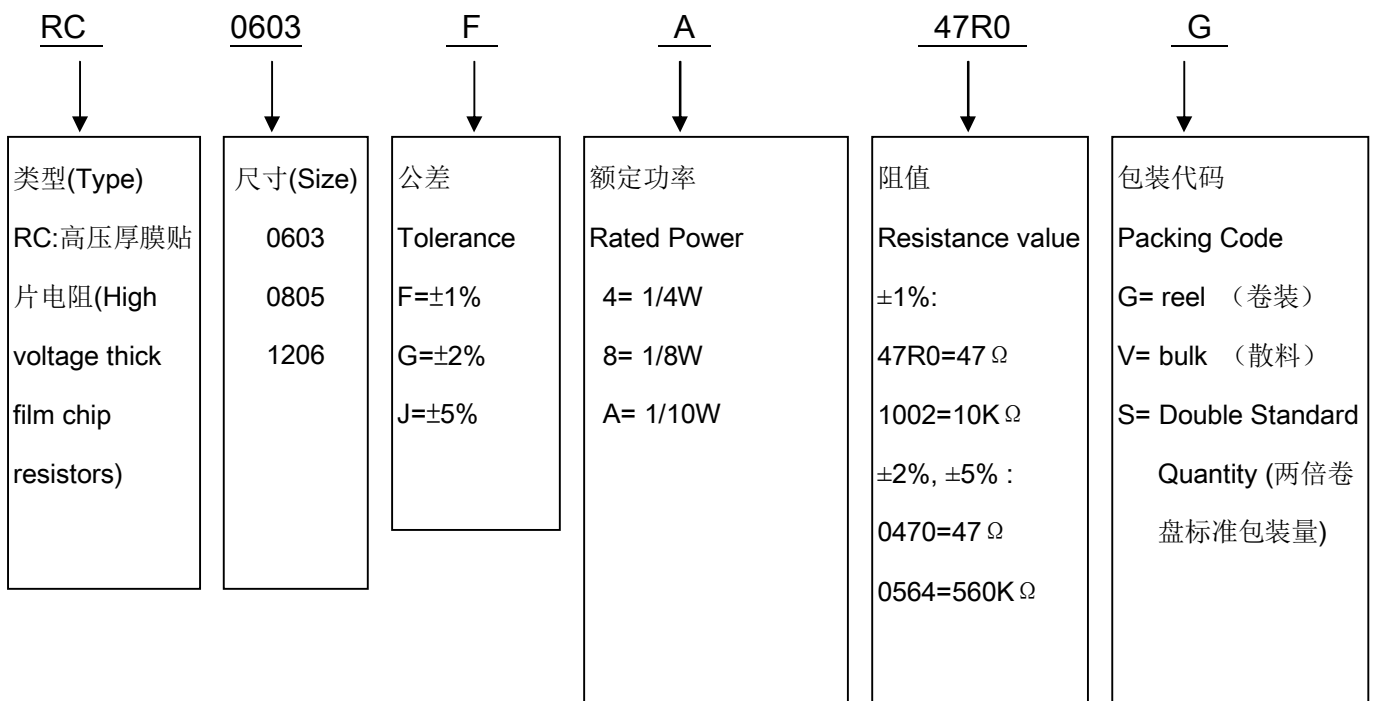 RC 0603 F A 47R0 G
类型(Type)
RC:高压厚膜贴
片电阻(High
voltage thick
film chip
resistors)
尺寸(Size)
0603
0805
1206
公差
Tolerance
F=±1%
G=±2%
J=±5%
额定功率
Rated Power
4= 1/4W
8= 1/8W
A= 1/10W
阻值
Resistance value
±1%:
47R0=47Ω
1002=10KΩ
±2%, ±5% :
0470=47Ω
0564=560KΩ
包装代码
Packing Code
G= reel （卷装）
V= bulk （散料）
S= Double Standard
Quantity (两倍卷
盘标准包装量)